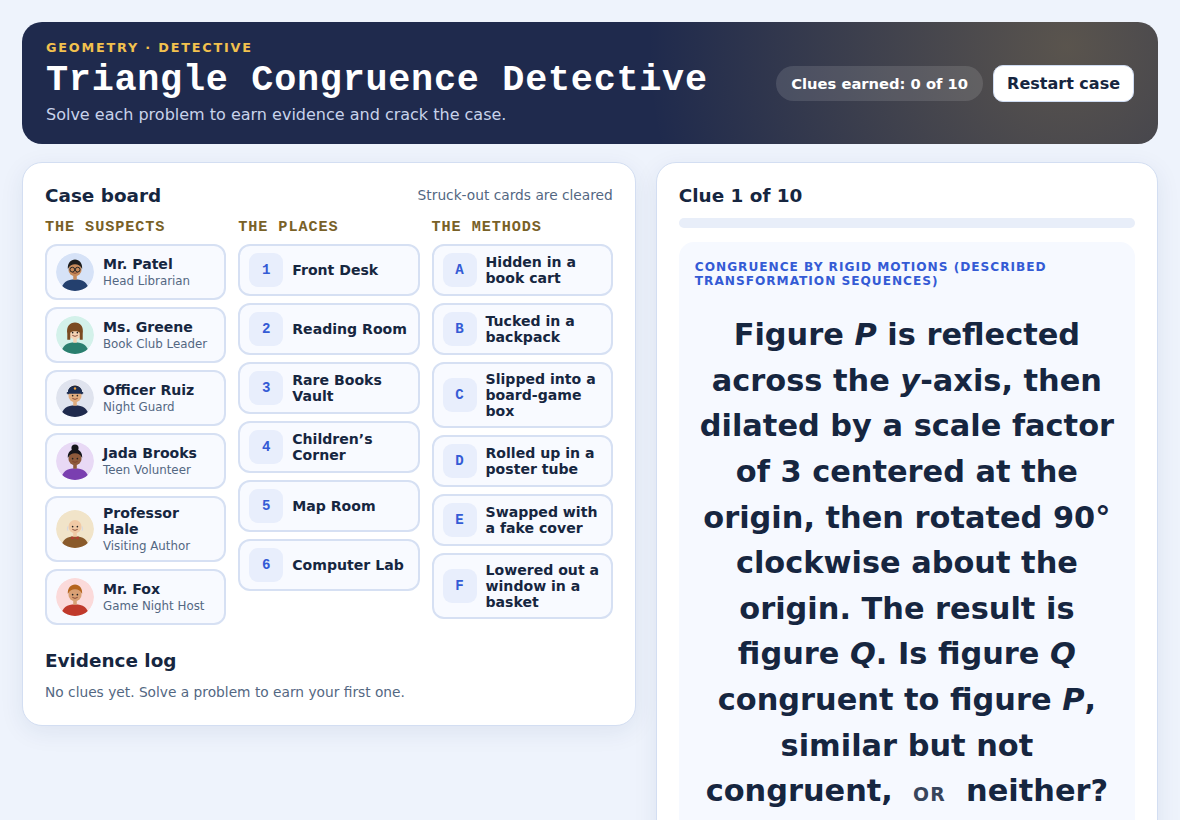 GEOMETRY · DETECTIVE
Triangle Congruence Detective
Solve each problem to earn evidence and crack the case.
Clues earned: 0 of 10
Restart case
Case board
Struck-out cards are cleared
THE SUSPECTS
Mr. Patel
Head Librarian
Ms. Greene
Book Club Leader
Officer Ruiz
Night Guard
Jada Brooks
Teen Volunteer
Professor
Hale
Visiting Author
Mr. Fox
Game Night Host
THE PLACES
1 Front Desk
2 Reading Room
3 Rare Books
Vault
4 Children’s
Corner
5 Map Room
6 Computer Lab
THE METHODS
A Hidden in a
book cart
B Tucked in a
backpack
C Slipped into a
board-game
box
D Rolled up in a
poster tube
E Swapped with
a fake cover
F Lowered out a
window in a
basket
Evidence log
No clues yet. Solve a problem to earn your first one.
Clue 1 of 10
CONGRUENCE BY RIGID MOTIONS (DESCRIBED
TRANSFORMATION SEQUENCES)
Figure P is reflected
across the y-axis, then
dilated by a scale factor
of 3 centered at the
origin, then rotated 90°
clockwise about the
origin. The result is
figure Q. Is figure Q
congruent to figure P,
similar but not
congruent, OR neither?